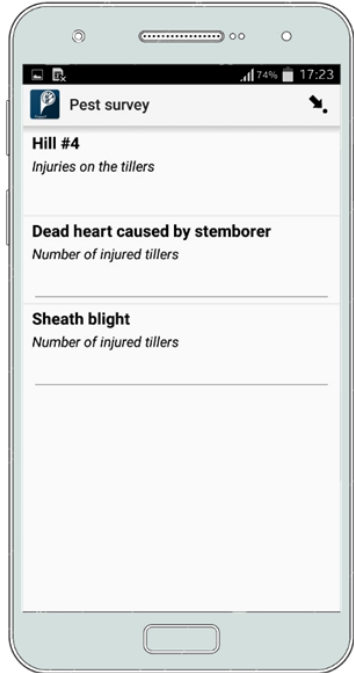 74% 17:23
Pest survey
Hill #4
Injuries on the tillers
Dead heart caused by stemborer
Number of injured tillers
Sheath blight
Number of injured tillers